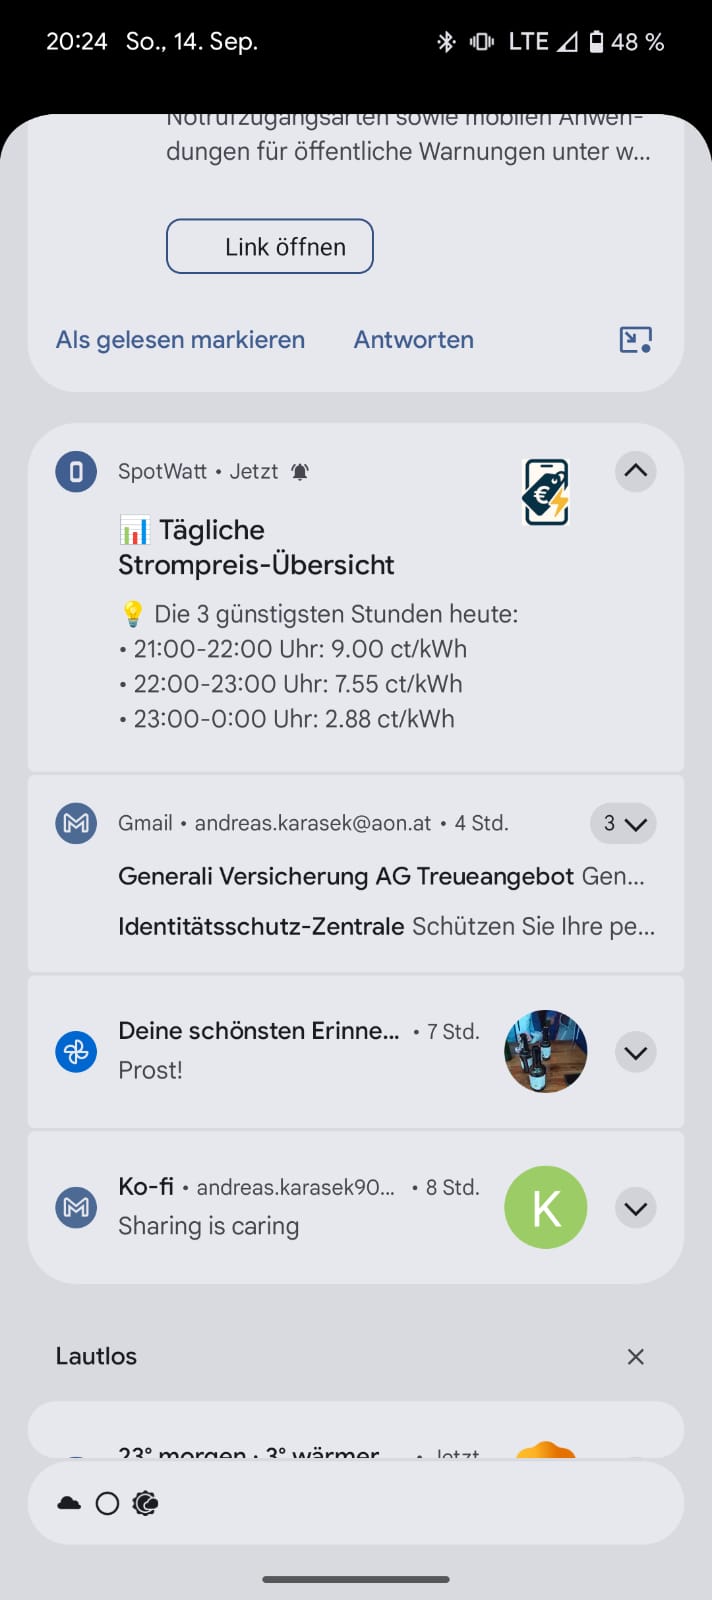 20:24 So., 14. Sep.
LTE 48 %
Notrufzugangsarten sowie mobilen Anwen-
dungen für öffentliche Warnungen unter w...
Link öffnen
Als gelesen markieren Antworten
SpotWatt • Jetzt
📊 Tägliche
Strompreis-Übersicht
💡 Die 3 günstigsten Stunden heute:
• 21:00-22:00 Uhr: 9.00 ct/kWh
• 22:00-23:00 Uhr: 7.55 ct/kWh
• 23:00-0:00 Uhr: 2.88 ct/kWh
Gmail • andreas.karasek@aon.at • 4 Std.
3
Generali Versicherung AG Treueangebot Gen...
Identitätsschutz-Zentrale Schützen Sie Ihre pe...
Deine schönsten Erinne... • 7 Std.
Prost!
Ko-fi • andreas.karasek90... • 8 Std.
K
Sharing is caring
Lautlos
23° morgen · 3° wärmer • Jetzt